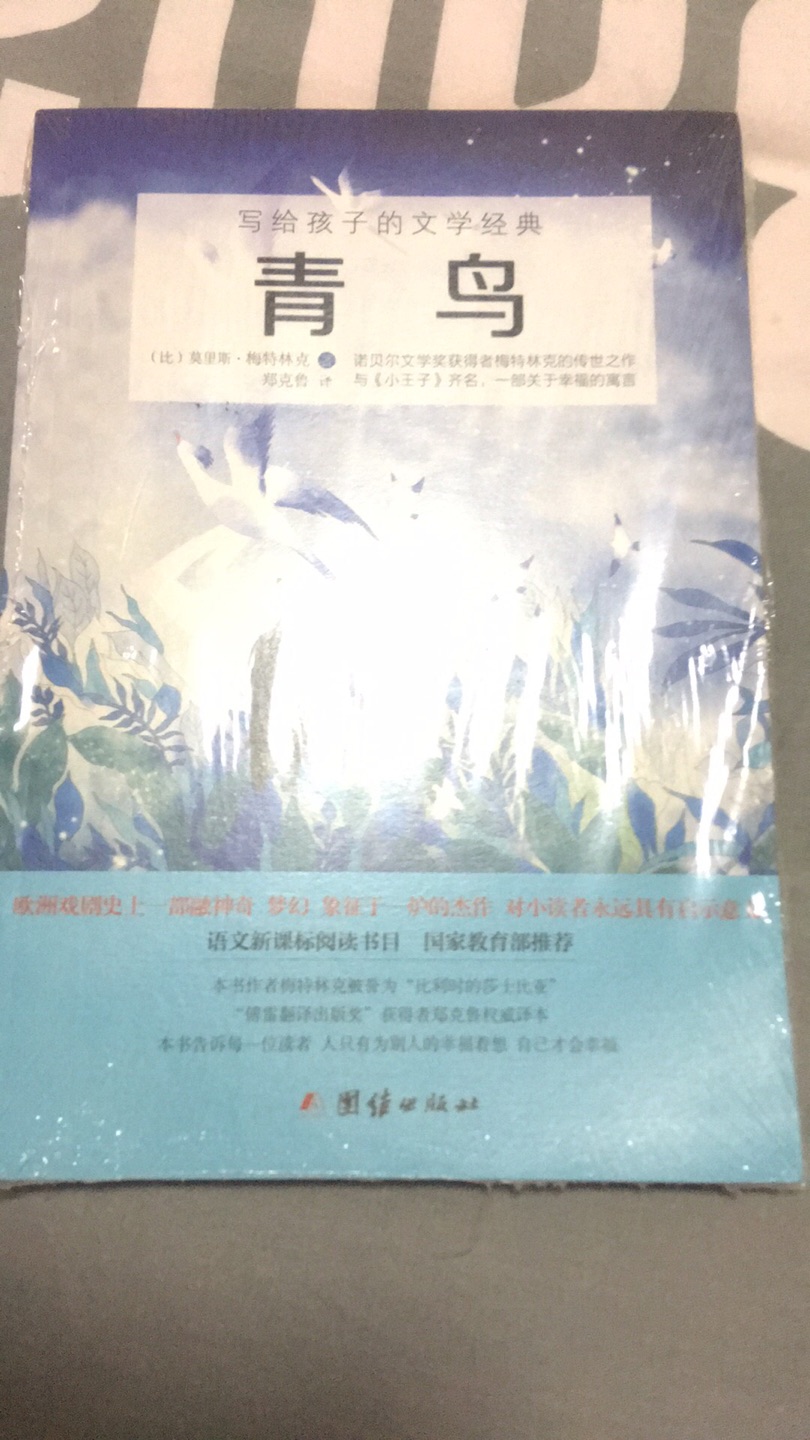 写给孩子的文学经典
青鸟
（比）莫里斯·梅特林克 著
郑克鲁 译
诺贝尔文学奖获得者梅特林克的传世之作
与《小王子》齐名，一部关于幸福的寓言
欧洲戏剧史上一部融神奇 梦幻 象征于一炉的杰作 对小读者永远具有启示意义
语文新课标阅读书目 国家教育部推荐
本书作者梅特林克被誉为“比利时的莎士比亚”
“傅雷翻译出版奖”获得者郑克鲁权威译本
本书告诉每一位读者 人只有为别人的幸福着想 自己才会幸福
团结出版社